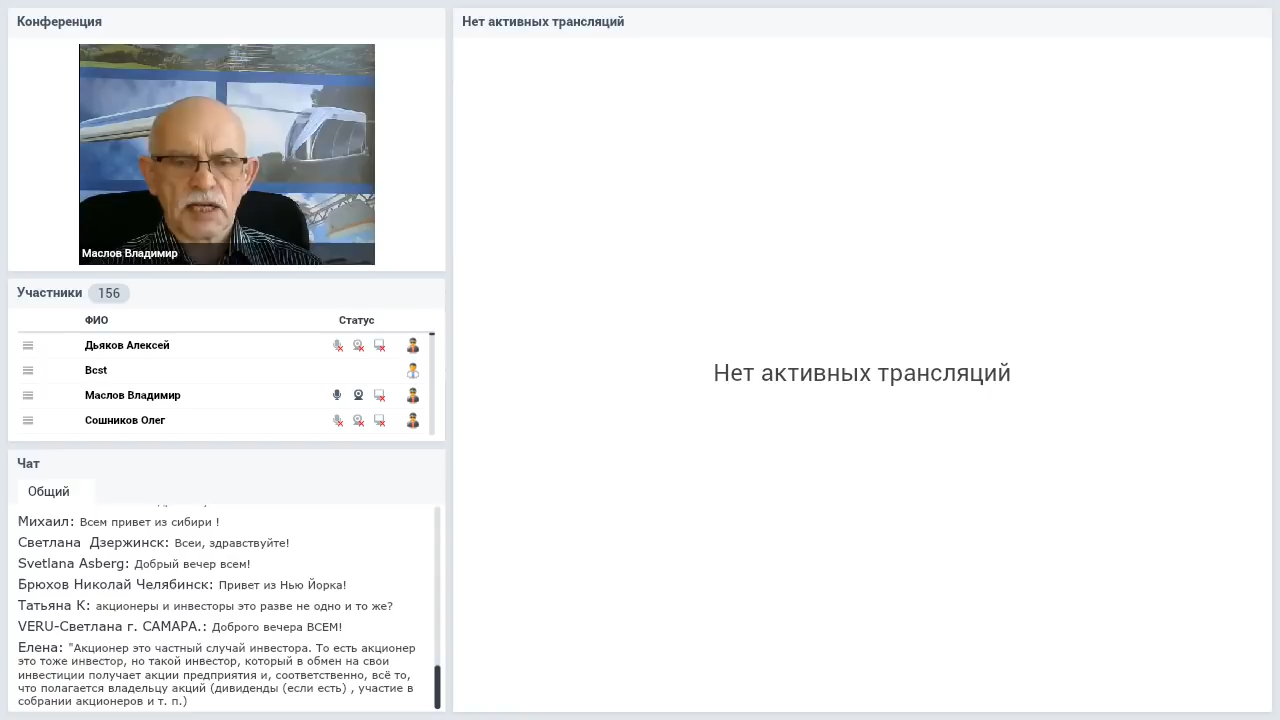 Конференция
Маслов Владимир
Участники 156
ФИО Статус
Дьяков Алексей
Bcst
Маслов Владимир
Сошников Олег
Чат
Общий
Михаил: Всем привет из сибири !
Светлана Дзержинск: Всеи, здравствуйте!
Svetlana Asberg: Добрый вечер всем!
Брюхов Николай Челябинск: Привет из Нью Йорка!
Татьяна К: акционеры и инвесторы это разве не одно и то же?
VERU-Светлана г. САМАРА.: Доброго вечера ВСЕМ!
Елена: "Акционер это частный случай инвестора. То есть акционер
это тоже инвестор, но такой инвестор, который в обмен на свои
инвестиции получает акции предприятия и, соответственно, всё то,
что полагается владельцу акций (дивиденды (если есть) , участие в
собрании акционеров и т. п.)
Нет активных трансляций
Нет активных трансляций